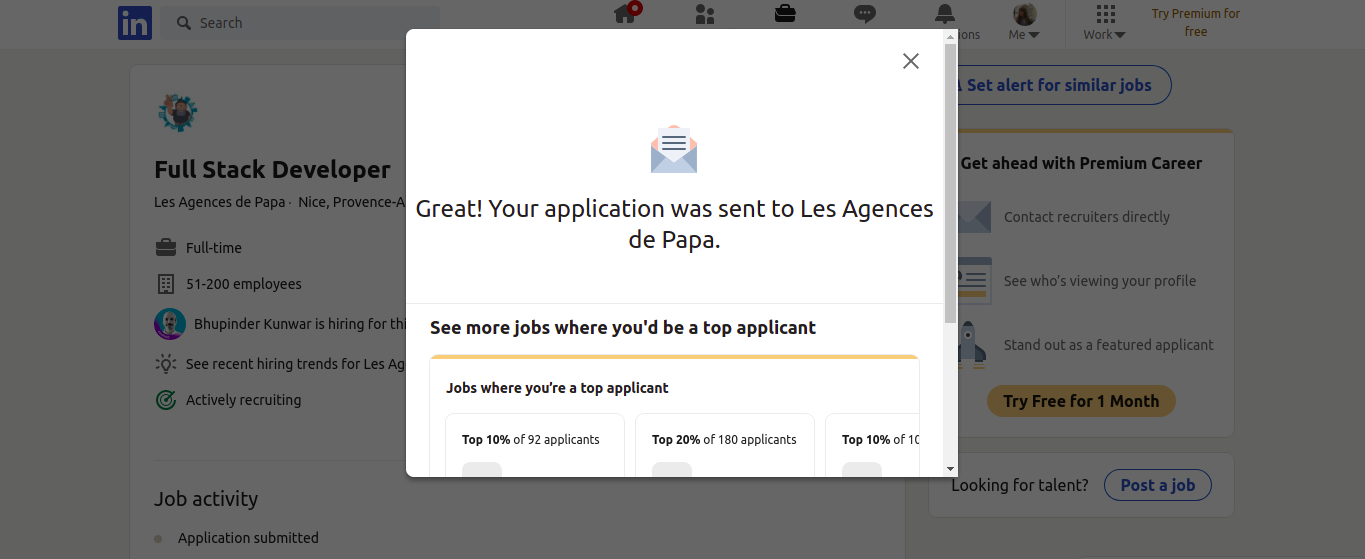 in
Search
ions
Me
Work
Try Premium for
free
Full Stack Developer
Les Agences de Papa · Nice, Provence-A
Full-time
51-200 employees
Bhupinder Kunwar is hiring for thi
See recent hiring trends for Les Ag
Actively recruiting
Job activity
Application submitted
Great! Your application was sent to Les Agences
de Papa.
See more jobs where you'd be a top applicant
Jobs where you’re a top applicant
Top 10% of 92 applicants
Top 20% of 180 applicants
Top 10% of 10
Set alert for similar jobs
Get ahead with Premium Career
Contact recruiters directly
See who’s viewing your profile
Stand out as a featured applicant
Try Free for 1 Month
Looking for talent?
Post a job